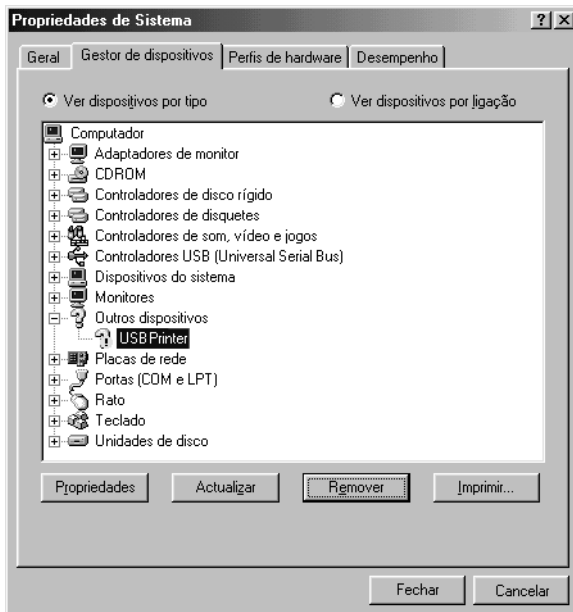 Propriedades de Sistema
Geral Gestor de dispositivos Perfis de hardware Desempenho
Ver dispositivos por tipo Ver dispositivos por ligação
Computador
Adaptadores de monitor
CDROM
Controladores de disco rígido
Controladores de disquetes
Controladores de som, vídeo e jogos
Controladores USB (Universal Serial Bus)
Dispositivos do sistema
Monitores
Outros dispositivos
USB Printer
Placas de rede
Portas (COM e LPT)
Rato
Teclado
Unidades de disco
Propriedades Actualizar Remover Imprimir...
Fechar Cancelar